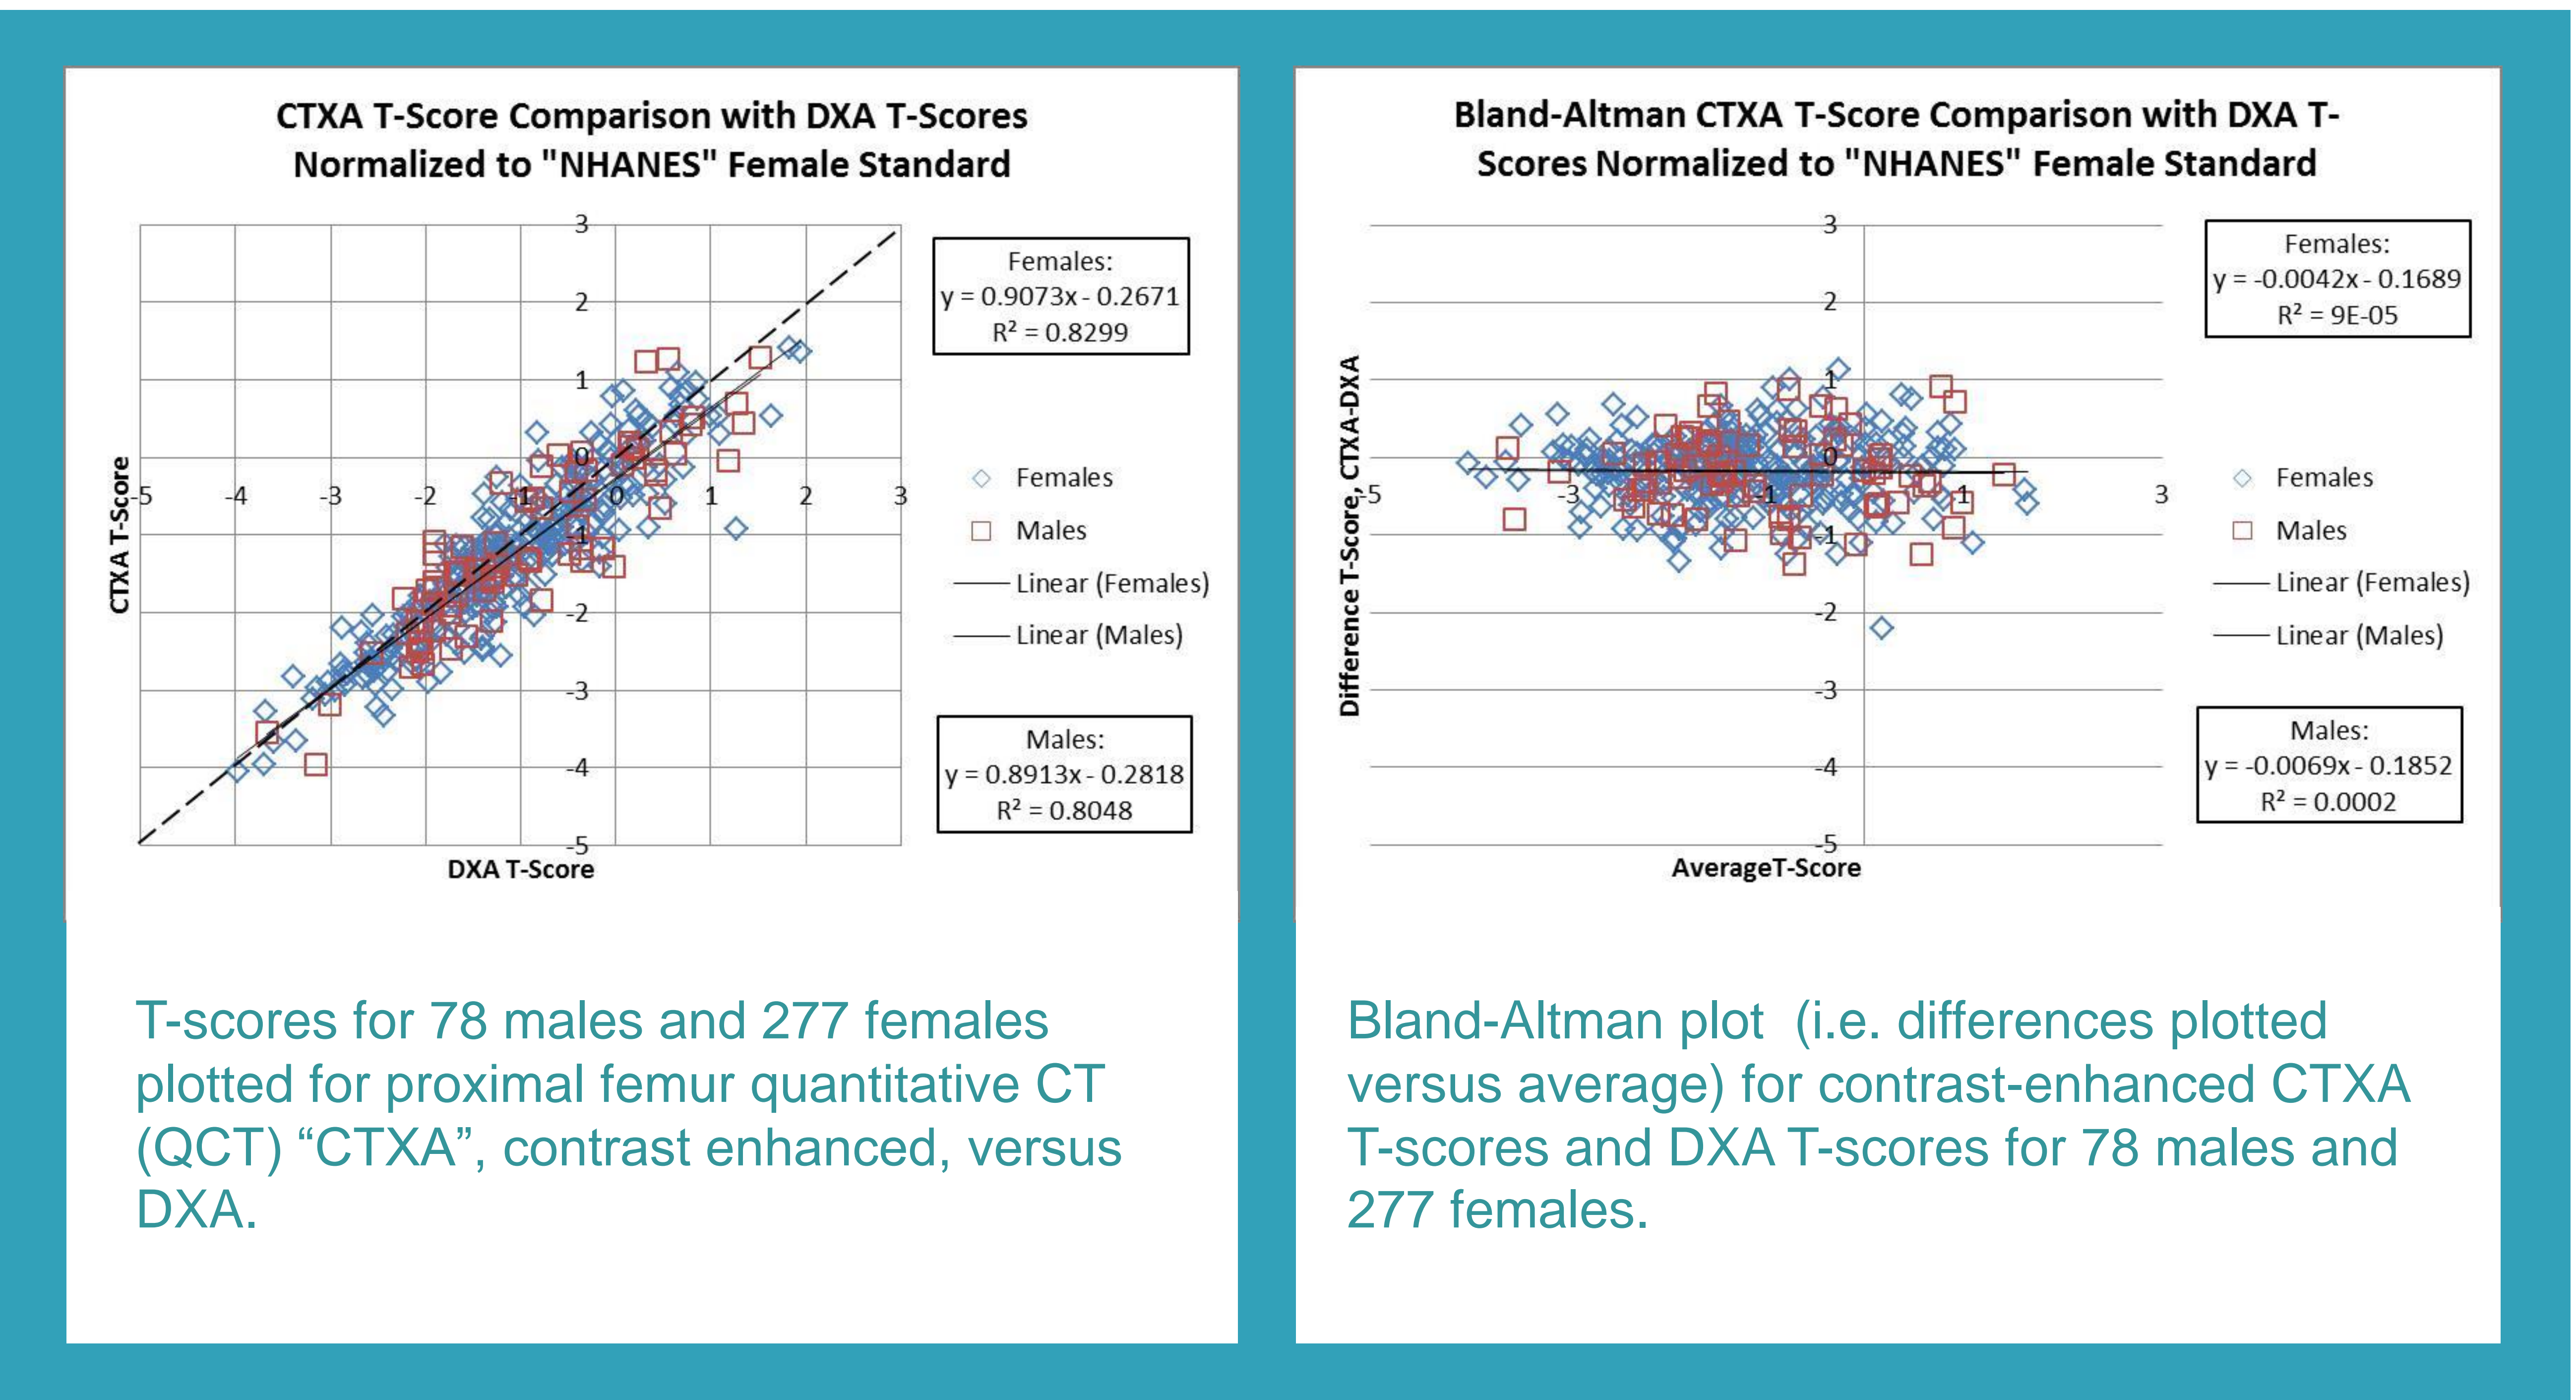 CTXA T-Score Comparison with DXA T-Scores
Normalized to "NHANES" Female Standard
3
2
1
0
-5 -4 -3 -2 -1 0 1 2 3
-1
-2
-3
-4
-5
CTXA T-Score
DXA T-Score
Females:
y = 0.9073x - 0.2671
R² = 0.8299
Females
Males
Linear (Females)
Linear (Males)
Males:
y = 0.8913x - 0.2818
R² = 0.8048
T-scores for 78 males and 277 females
plotted for proximal femur quantitative CT
(QCT) “CTXA”, contrast enhanced, versus
DXA.
Bland-Altman CTXA T-Score Comparison with DXA T-
Scores Normalized to "NHANES" Female Standard
3
2
1
0
-5 -3 -1 1 3
-1
-2
-3
-4
-5
Difference T-Score, CTXA-DXA
AverageT-Score
Females:
y = -0.0042x - 0.1689
R² = 9E-05
Females
Males
Linear (Females)
Linear (Males)
Males:
y = -0.0069x - 0.1852
R² = 0.0002
Bland-Altman plot (i.e. differences plotted
versus average) for contrast-enhanced CTXA
T-scores and DXA T-scores for 78 males and
277 females.